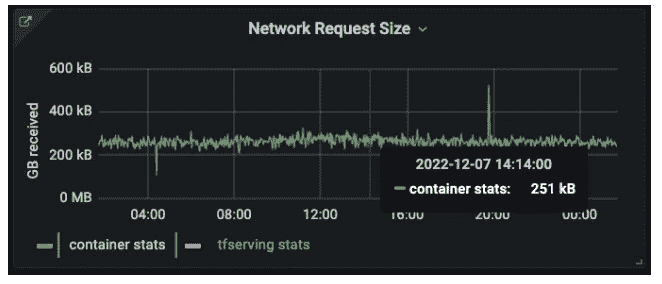 Network Request Size
600 kB
400 kB
200 kB
0 MB
GB received
2022-12-07 14:14:00
container stats: 251 kB
04:00 08:00 12:00 16:00 20:00 00:00
container stats tfserving stats